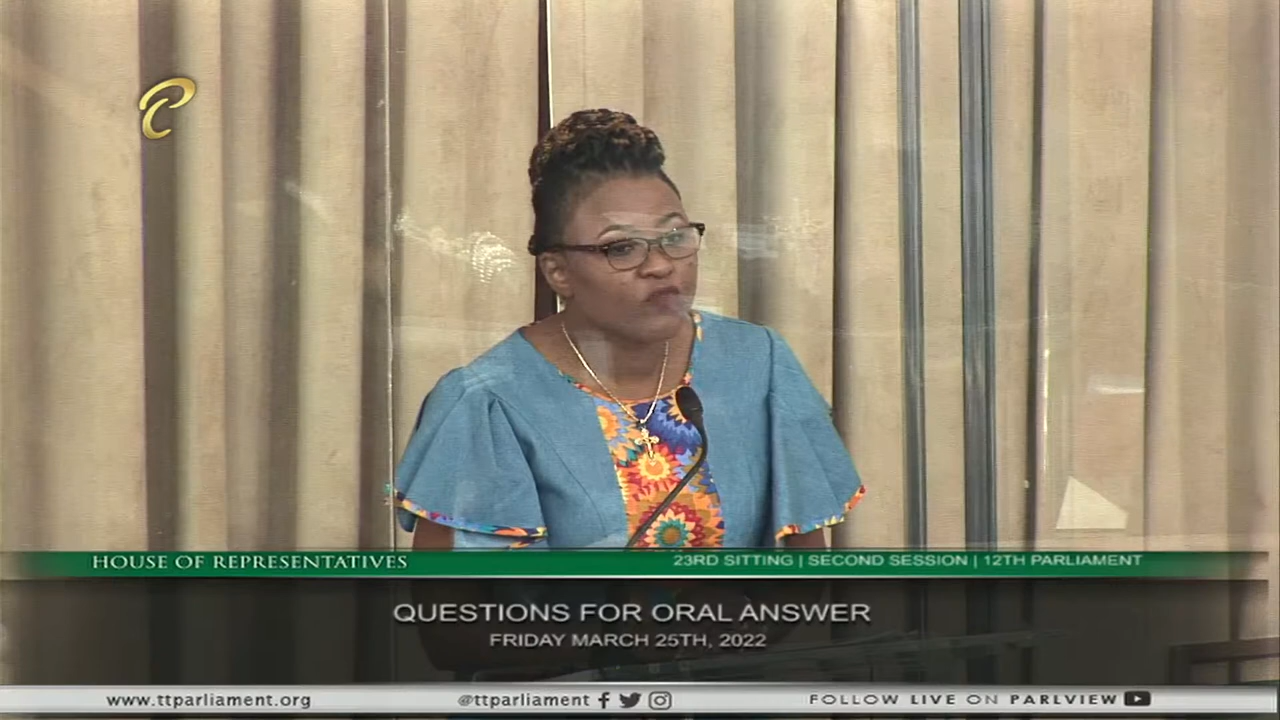 HOUSE OF REPRESENTATIVES
23RD SITTING | SECOND SESSION | 12TH PARLIAMENT
QUESTIONS FOR ORAL ANSWER
FRIDAY MARCH 25TH, 2022
www.ttparliament.org
@ttparliament
FOLLOW LIVE ON PARLVIEW